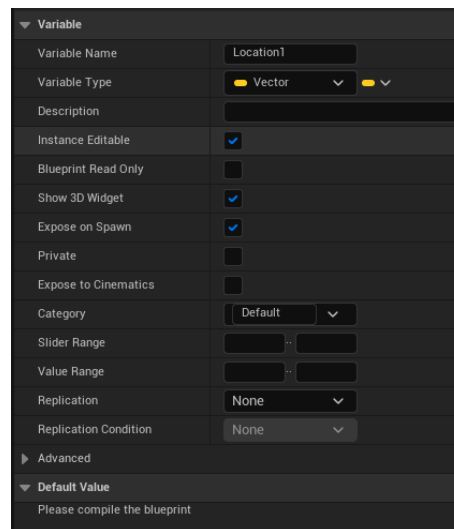 Variable
Variable Name Location1
Variable Type Vector
Description
Instance Editable
Blueprint Read Only
Show 3D Widget
Expose on Spawn
Private
Expose to Cinematics
Category Default
Slider Range ..
Value Range ..
Replication None
Replication Condition None
Advanced
Default Value
Please compile the blueprint